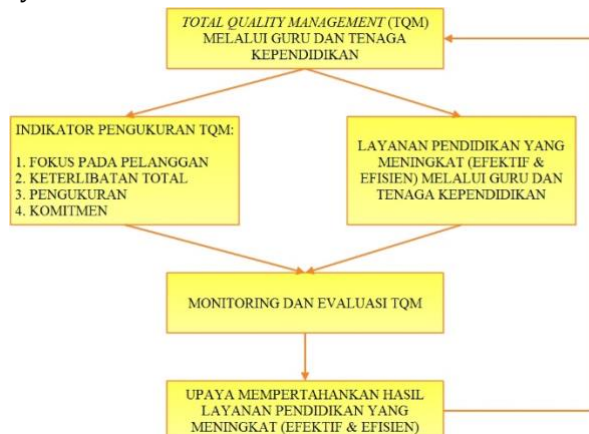 TOTAL QUALITY MANAGEMENT (TQM)
MELALUI GURU DAN TENAGA
KEPENDIDIKAN
INDIKATOR PENGUKURAN TQM:
1. FOKUS PADA PELANGGAN
2. KETERLIBATAN TOTAL
3. PENGUKURAN
4. KOMITMEN
LAYANAN PENDIDIKAN YANG
MENINGKAT (EFEKTIF &
EFISIEN) MELALUI GURU DAN
TENAGA KEPENDIDIKAN
MONITORING DAN EVALUASI TQM
UPAYA MEMPERTAHANKAN HASIL
LAYANAN PENDIDIKAN YANG
MENINGKAT (EFEKTIF & EFISIEN)